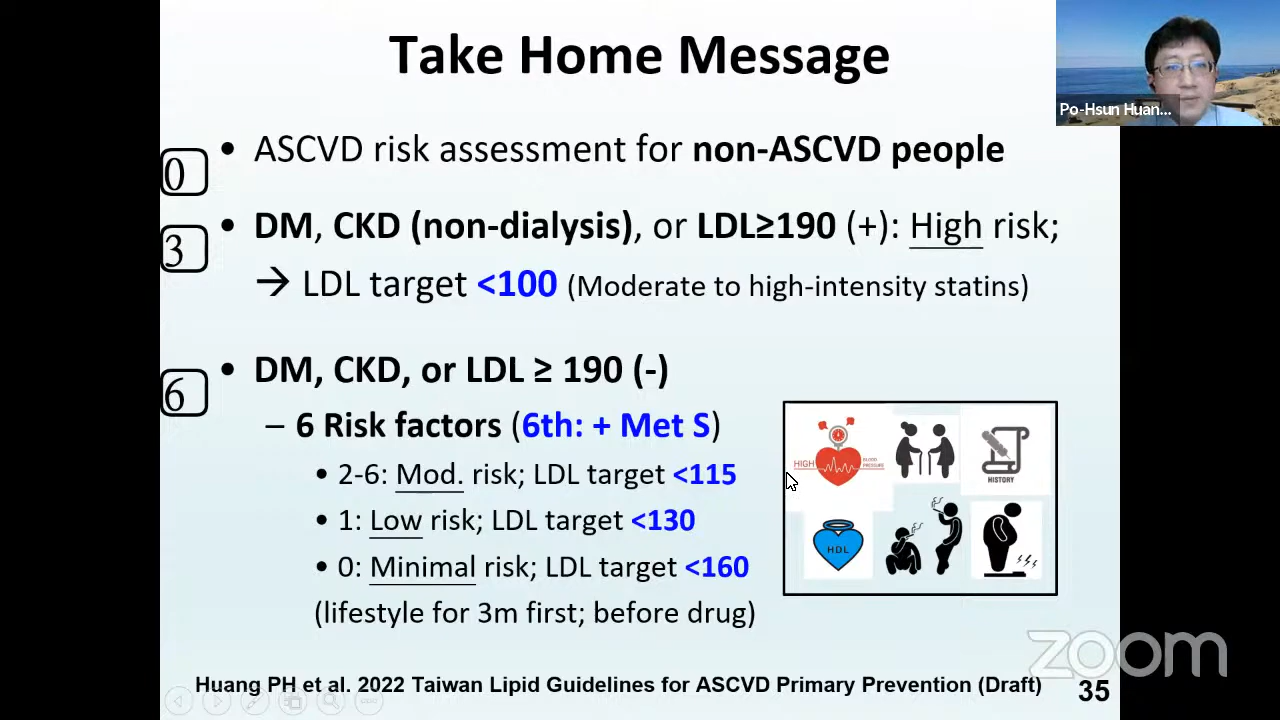 Take Home Message
Po-Hsun Huan...
0
• ASCVD risk assessment for non-ASCVD people
3
• DM, CKD (non-dialysis), or LDL≥190 (+): High risk;
→ LDL target <100 (Moderate to high-intensity statins)
6
• DM, CKD, or LDL ≥ 190 (-)
– 6 Risk factors (6th: + Met S)
• 2-6: Mod. risk; LDL target <115
• 1: Low risk; LDL target <130
• 0: Minimal risk; LDL target <160
(lifestyle for 3m first; before drug)
HIGH BLOOD PRESSURE
HISTORY
HDL
zoom
Huang PH et al. 2022 Taiwan Lipid Guidelines for ASCVD Primary Prevention (Draft)
35